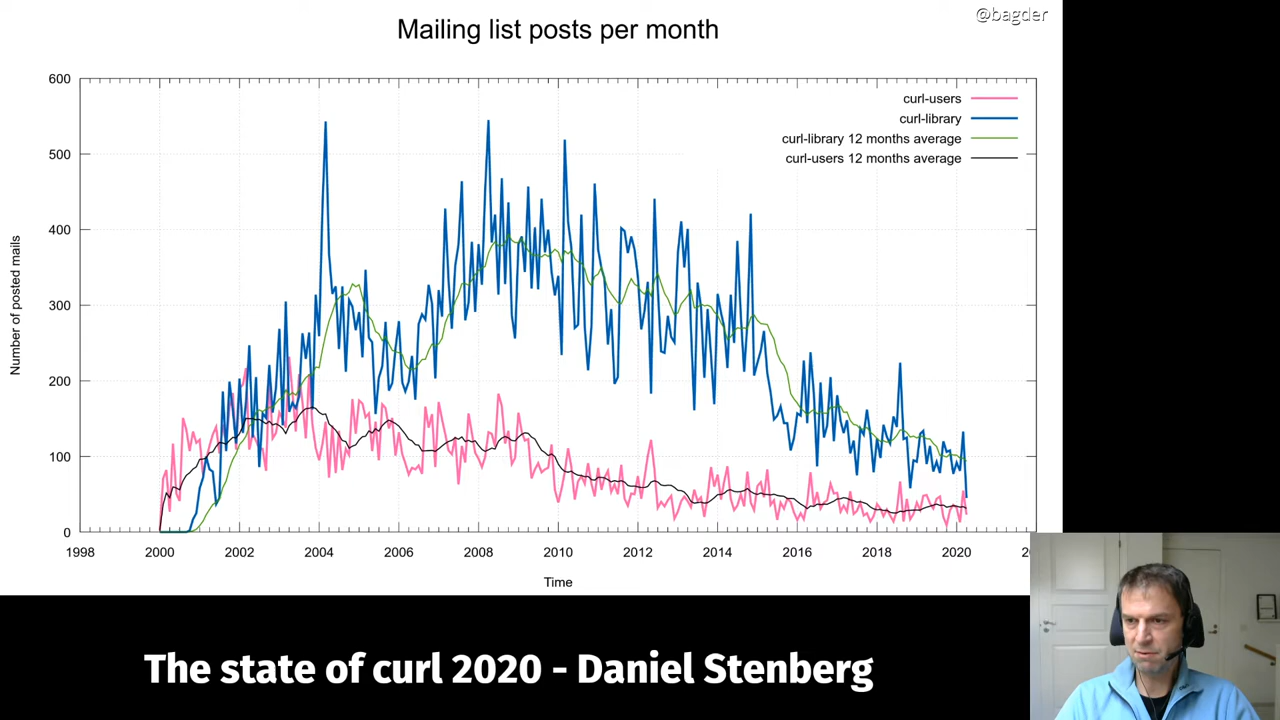 @bagder
Mailing list posts per month
600
500
400
300
200
100
0
Number of posted mails
curl-users
curl-library
curl-library 12 months average
curl-users 12 months average
1998 2000 2002 2004 2006 2008 2010 2012 2014 2016 2018 2020
Time
The state of curl 2020 - Daniel Stenberg